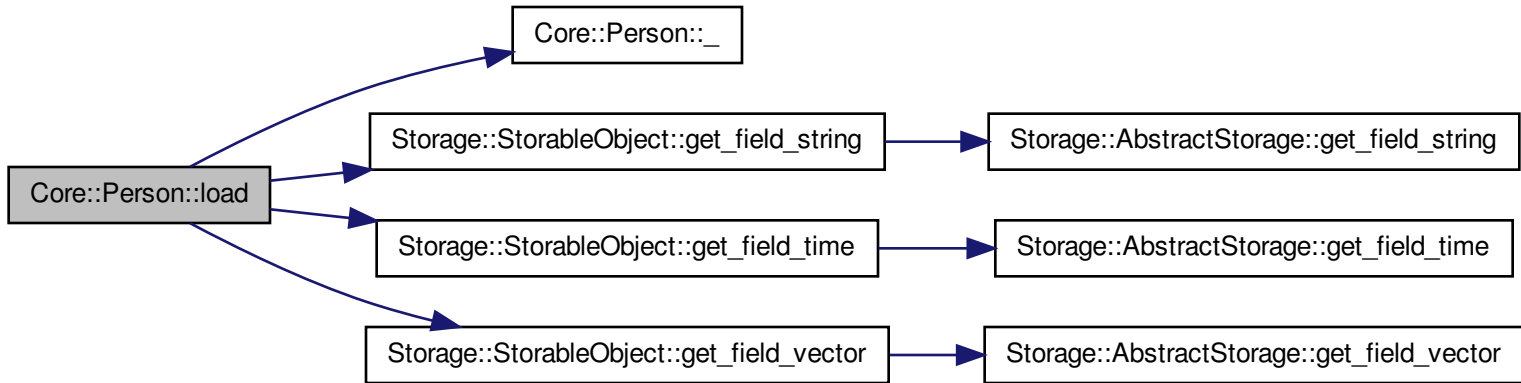 Core::Person::_
Storage::StorableObject::get_field_string
Storage::AbstractStorage::get_field_string
Core::Person::load
Storage::StorableObject::get_field_time
Storage::AbstractStorage::get_field_time
Storage::StorableObject::get_field_vector
Storage::AbstractStorage::get_field_vector